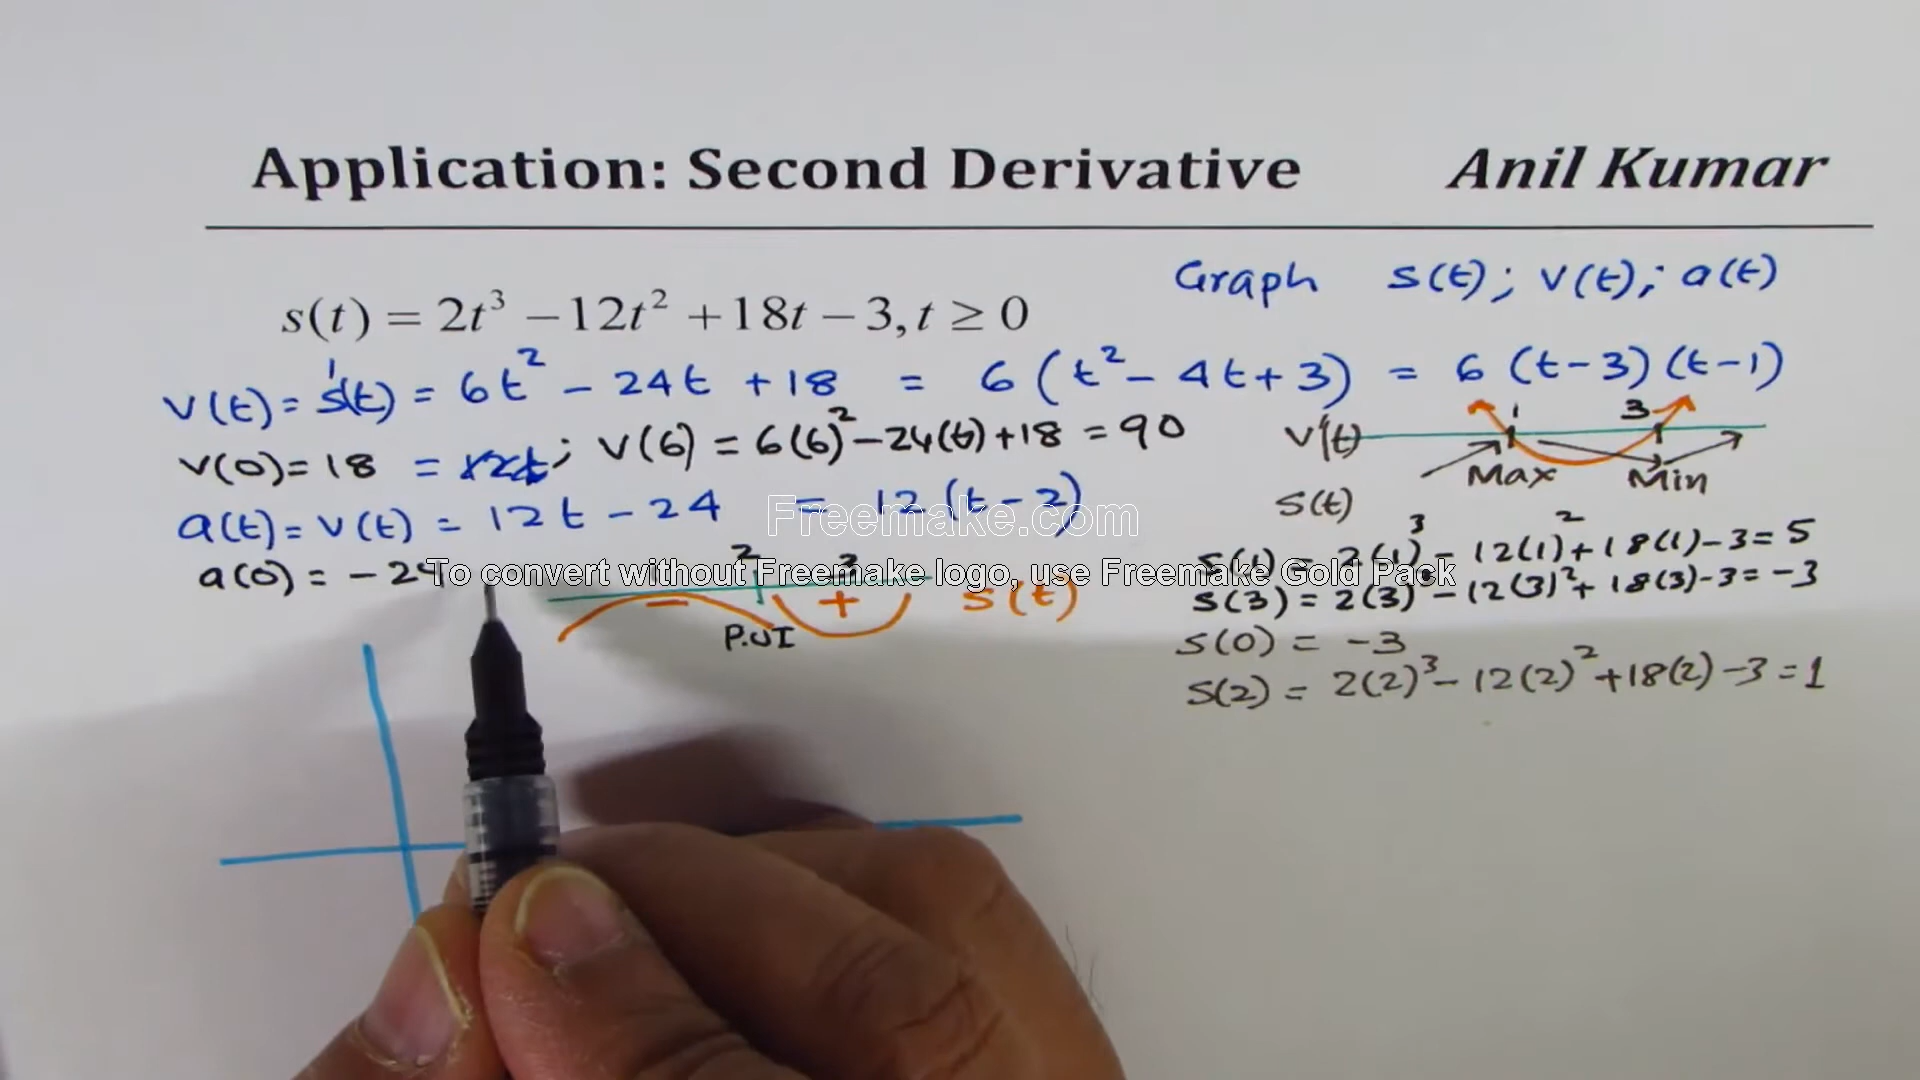 Application: Second Derivative Anil Kumar
Graph s(t); v(t); a(t)
s(t) = 2t³ − 12t² + 18t − 3, t ≥ 0
v(t) = s'(t) = 6t² − 24t + 18 = 6(t² − 4t + 3) = 6(t−3)(t−1)
v(0) = 18 = ; v(6) = 6(6)² − 24(6) + 18 = 90
1 3
v(t)
Max Min
s(t)
a(t) = v(t) = 12t − 24 = 12(t−2)
Freemake.com
a(0) = −24
2
− + s(t)
P.O.I
s(1) = 2(1)³ − 12(1)² + 18(1) − 3 = 5
To convert without Freemake logo, use Freemake Gold Pack
s(3) = 2(3)³ − 12(3)² + 18(3) − 3 = −3
s(0) = −3
s(2) = 2(2)³ − 12(2)² + 18(2) − 3 = 1